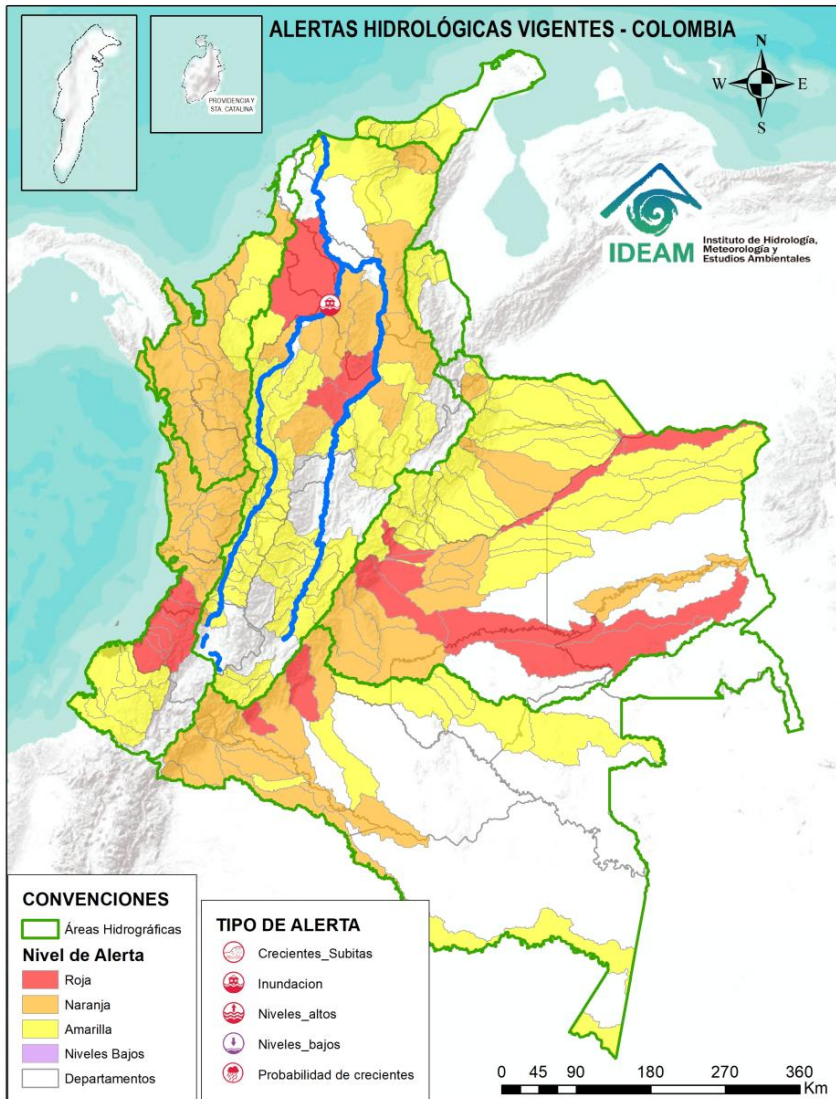 ALERTAS HIDROLÓGICAS VIGENTES - COLOMBIA
PROVIDENCIA Y
STA. CATALINA
N
W
E
S
IDEAM
Instituto de Hidrología,
Meteorología y
Estudios Ambientales
CONVENCIONES
Áreas Hidrográficas
Nivel de Alerta
Roja
Naranja
Amarilla
Niveles Bajos
Departamentos
TIPO DE ALERTA
Crecientes_Subitas
Inundacion
Niveles_altos
Niveles_bajos
Probabilidad de crecientes
0 45 90 180 270 360
Km